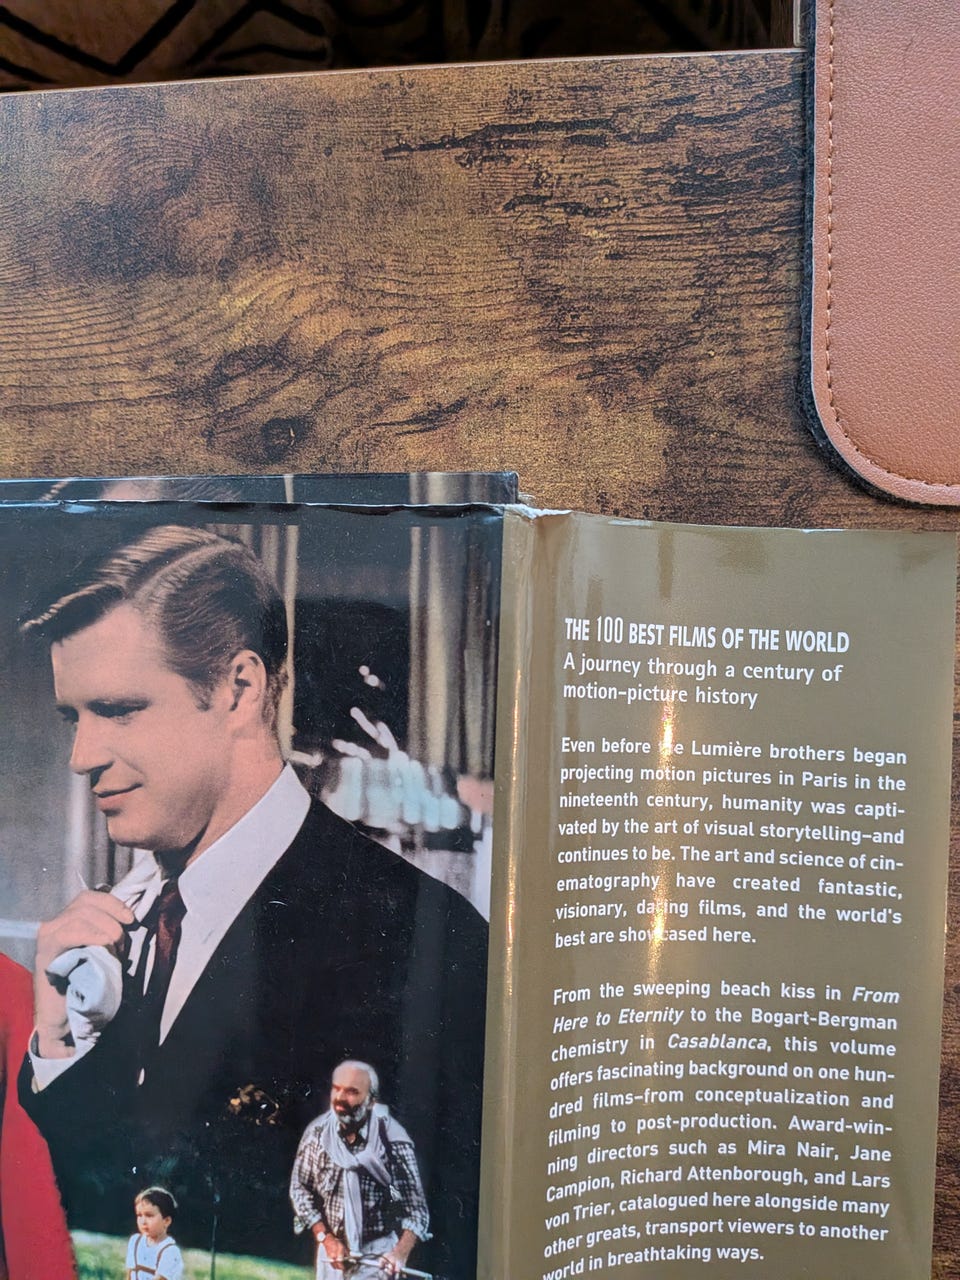 THE 100 BEST FILMS OF THE WORLD
A journey through a century of
motion-picture history
Even before Lumière brothers began
projecting motion pictures in Paris in the
nineteenth century, humanity was capti-
vated by the art of visual storytelling–and
continues to be. The art and science of cin-
ematography have created fantastic,
visionary, daring films, and the world's
best are showcased here.
From the sweeping beach kiss in From
Here to Eternity to the Bogart-Bergman
chemistry in Casablanca, this volume
offers fascinating background on one hun-
dred films–from conceptualization and
filming to post-production. Award-win-
ning directors such as Mira Nair, Jane
Campion, Richard Attenborough, and Lars
von Trier, catalogued here alongside many
other greats, transport viewers to another
world in breathtaking ways.